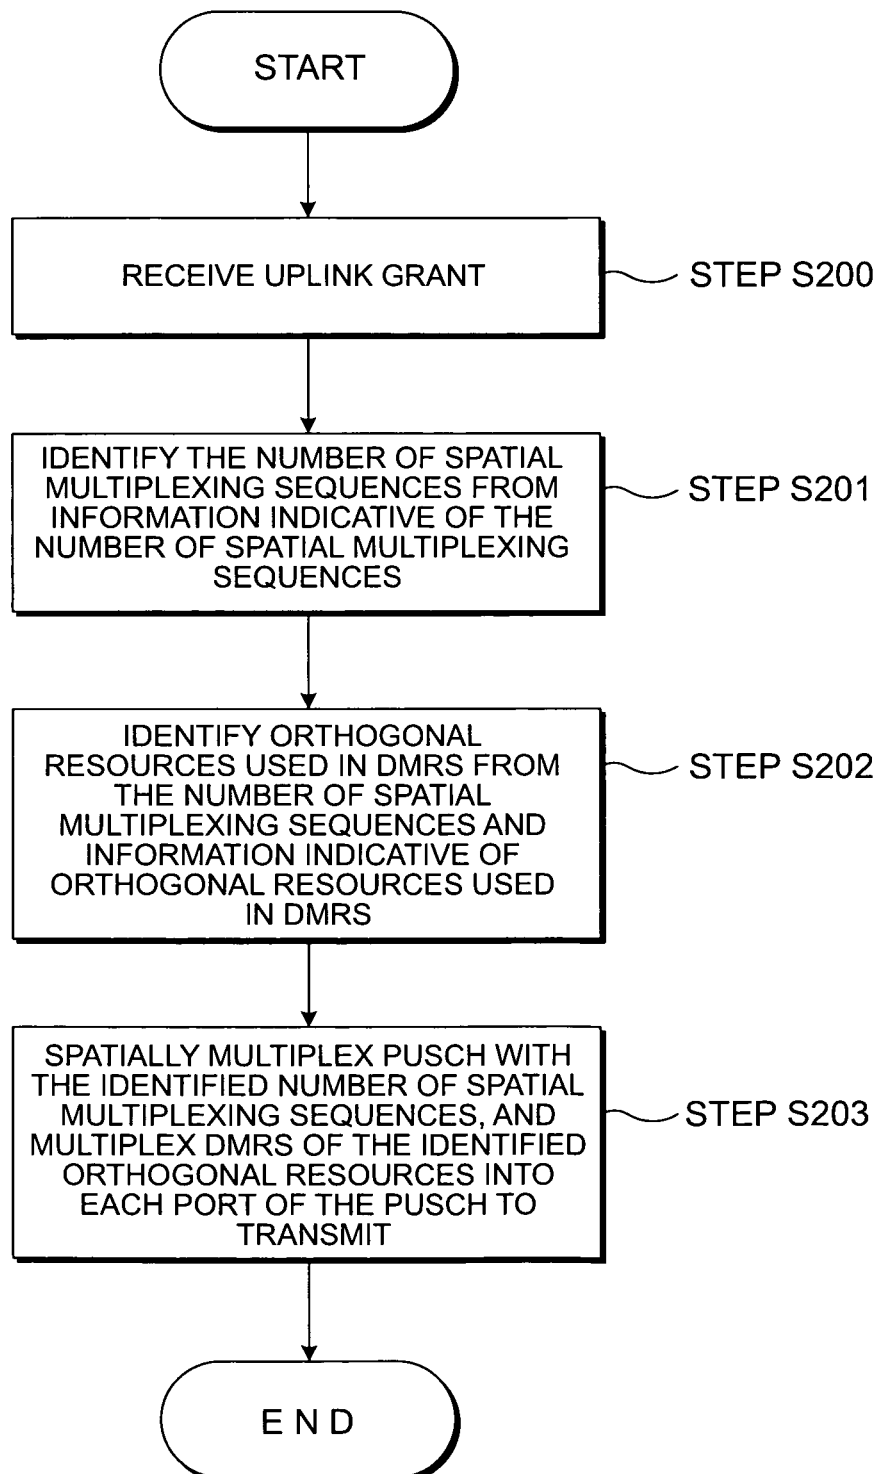 START
RECEIVE UPLINK GRANT
STEP S200
IDENTIFY THE NUMBER OF SPATIAL
MULTIPLEXING SEQUENCES FROM
INFORMATION INDICATIVE OF THE
NUMBER OF SPATIAL MULTIPLEXING
SEQUENCES
STEP S201
IDENTIFY ORTHOGONAL
RESOURCES USED IN DMRS FROM
THE NUMBER OF SPATIAL
MULTIPLEXING SEQUENCES AND
INFORMATION INDICATIVE OF
ORTHOGONAL RESOURCES USED
IN DMRS
STEP S202
SPATIALLY MULTIPLEX PUSCH WITH
THE IDENTIFIED NUMBER OF SPATIAL
MULTIPLEXING SEQUENCES, AND
MULTIPLEX DMRS OF THE IDENTIFIED
ORTHOGONAL RESOURCES INTO
EACH PORT OF THE PUSCH TO
TRANSMIT
STEP S203
E N D